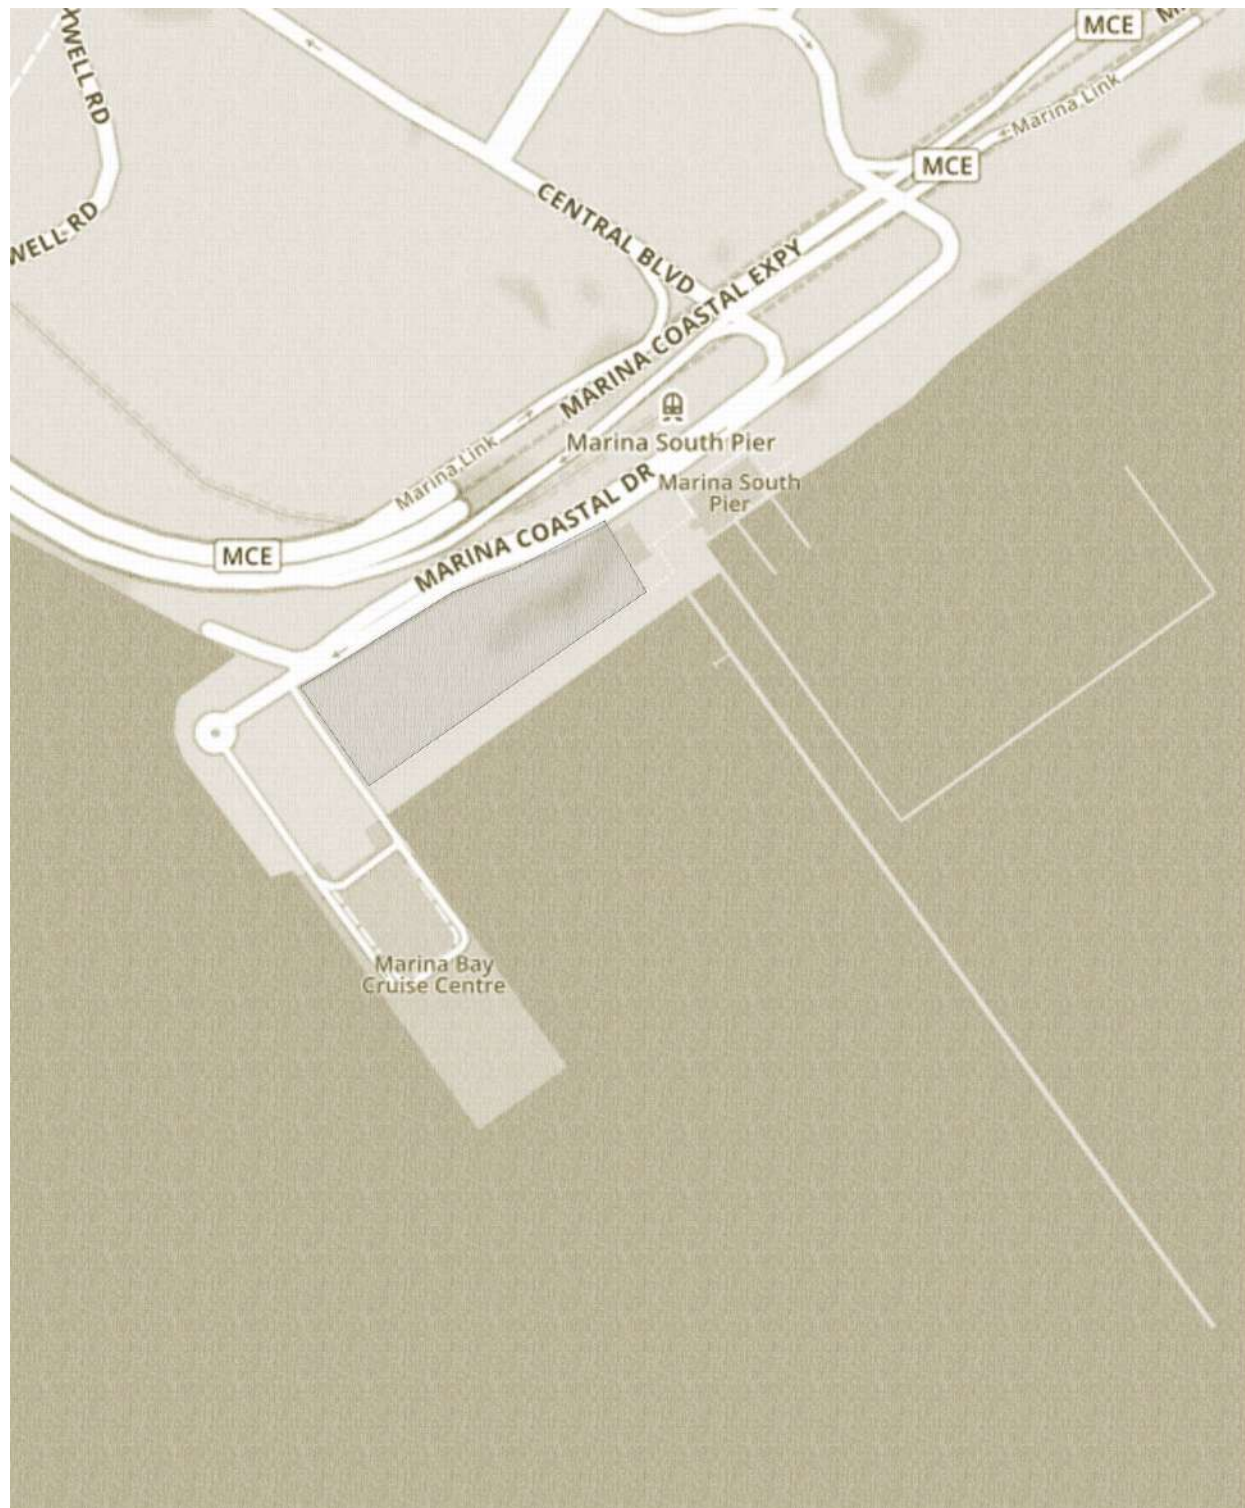 MCE
XWELL RD
Marina Link
MCE
WELL RD
CENTRAL BLVD
MARINA COASTAL EXPY
Marina South Pier
Marina Link
MARINA COASTAL DR
Marina South
Pier
MCE
Marina Bay
Cruise Centre